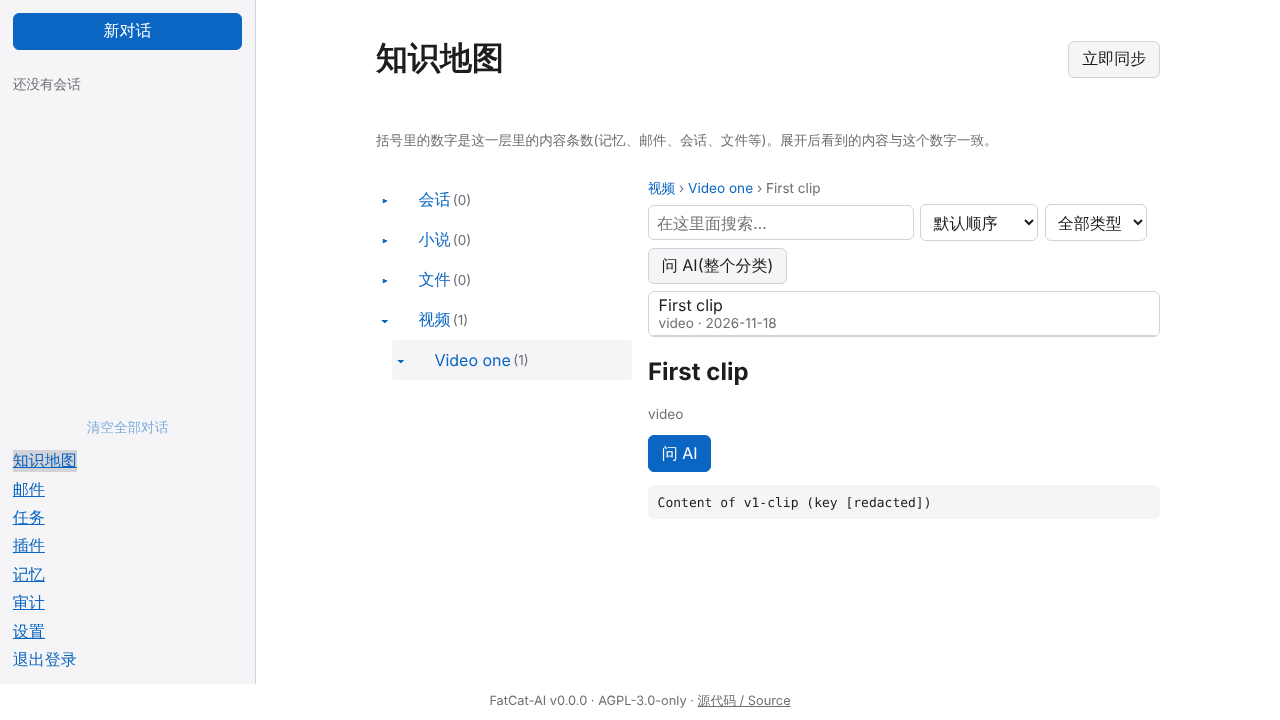 新对话
还没有会话
清空全部对话
知识地图
邮件
任务
插件
记忆
审计
设置
退出登录
知识地图
立即同步
括号里的数字是这一层里的内容条数(记忆、邮件、会话、文件等)。展开后看到的内容与这个数字一致。
会话 (0)
小说 (0)
文件 (0)
视频 (1)
Video one (1)
视频 › Video one › First clip
在这里面搜索...
默认顺序
全部类型
问 AI(整个分类)
First clip
video · 2026-11-18
First clip
video
问 AI
Content of v1-clip (key [redacted])
FatCat-AI v0.0.0 · AGPL-3.0-only · 源代码 / Source